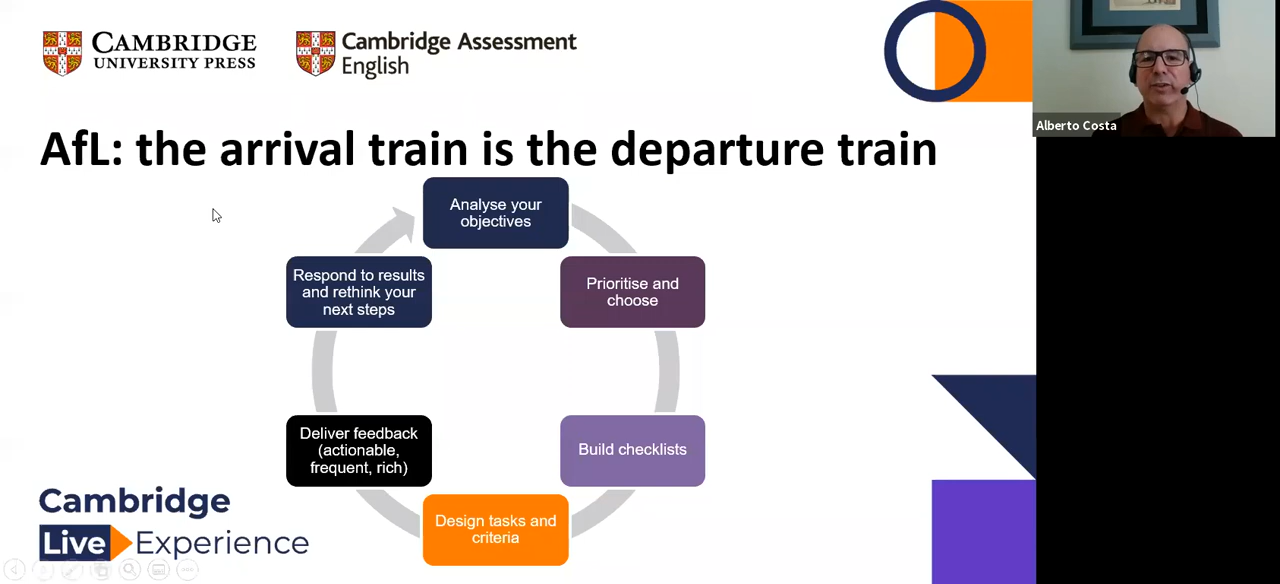 CAMBRIDGE
UNIVERSITY PRESS
Cambridge Assessment
English
Alberto Costa
AfL: the arrival train is the departure train
Analyse your
objectives
Prioritise and
choose
Build checklists
Design tasks and
criteria
Deliver feedback
(actionable,
frequent, rich)
Respond to results
and rethink your
next steps
Cambridge
Live Experience